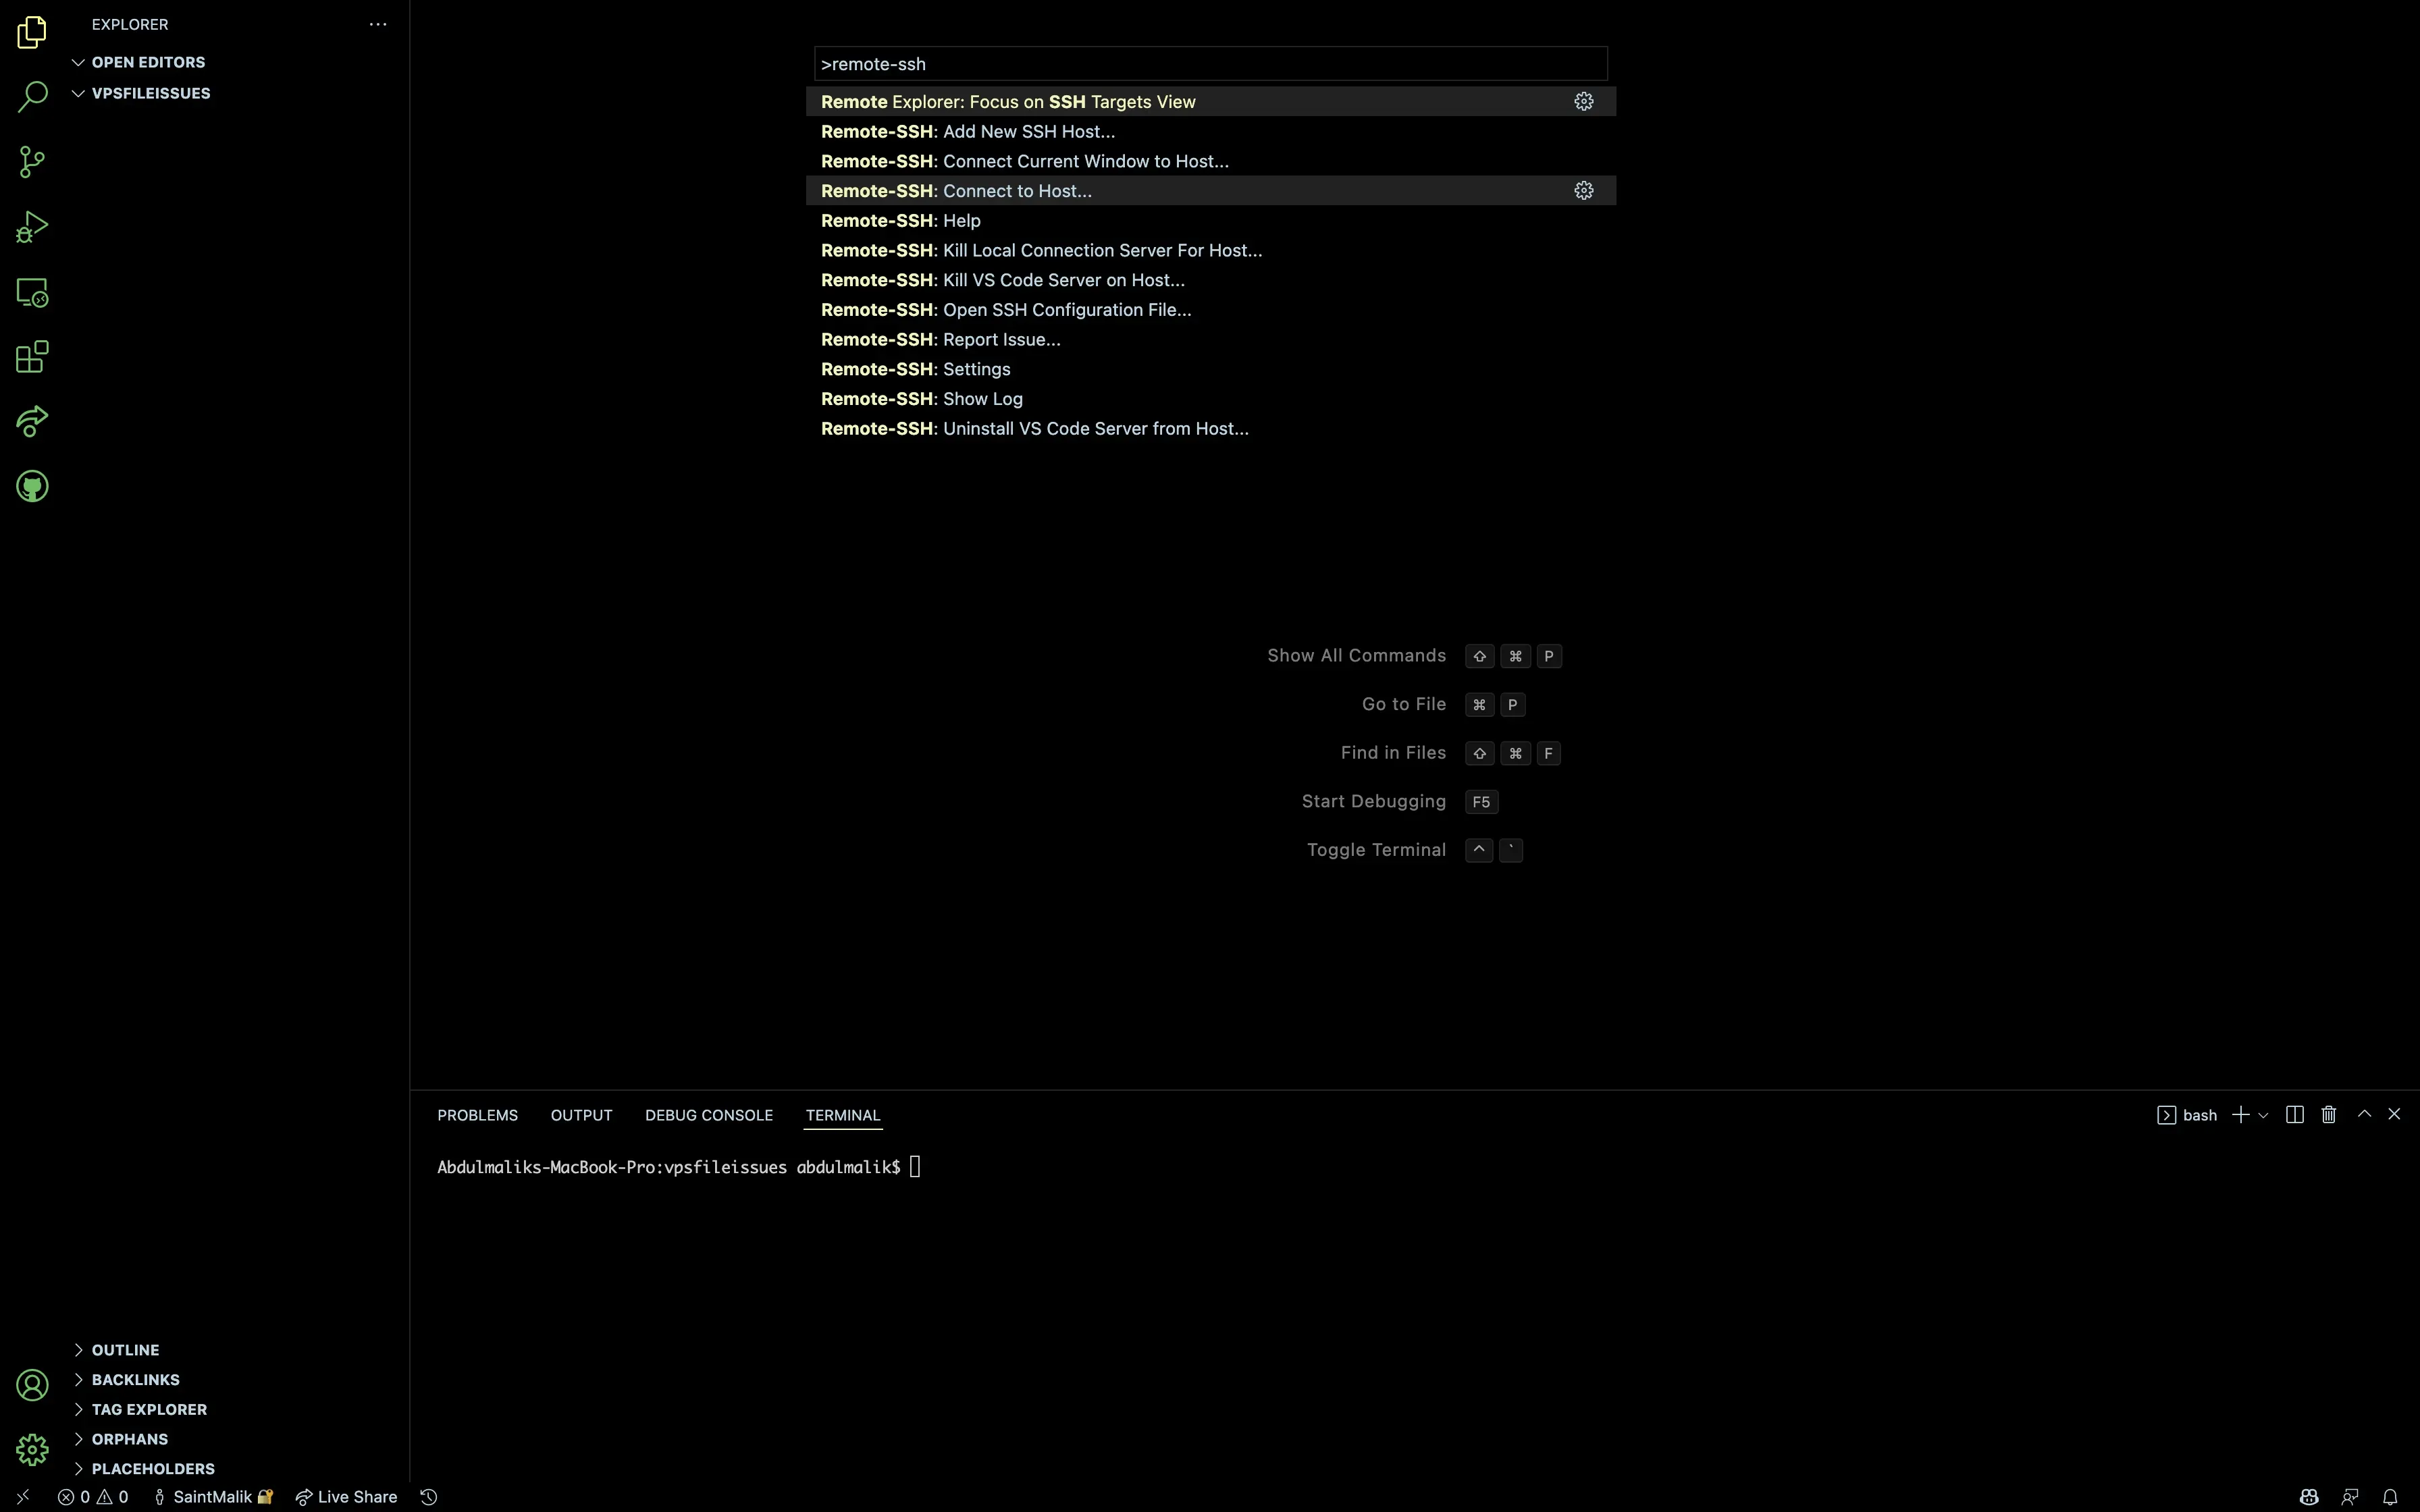 EXPLORER
OPEN EDITORS
VPSFILEISSUES
>remote-ssh
Remote Explorer: Focus on SSH Targets View
Remote-SSH: Add New SSH Host...
Remote-SSH: Connect Current Window to Host...
Remote-SSH: Connect to Host...
Remote-SSH: Help
Remote-SSH: Kill Local Connection Server For Host...
Remote-SSH: Kill VS Code Server on Host...
Remote-SSH: Open SSH Configuration File...
Remote-SSH: Report Issue...
Remote-SSH: Settings
Remote-SSH: Show Log
Remote-SSH: Uninstall VS Code Server from Host...
Show All Commands ⇧ ⌘ P
Go to File ⌘ P
Find in Files ⇧ ⌘ F
Start Debugging F5
Toggle Terminal ^ `
PROBLEMS OUTPUT DEBUG CONSOLE TERMINAL
bash
Abdulmaliks-MacBook-Pro:vpsfileissues abdulmalik$
OUTLINE
BACKLINKS
TAG EXPLORER
ORPHANS
PLACEHOLDERS
0 0 SaintMalik 🔐 Live Share